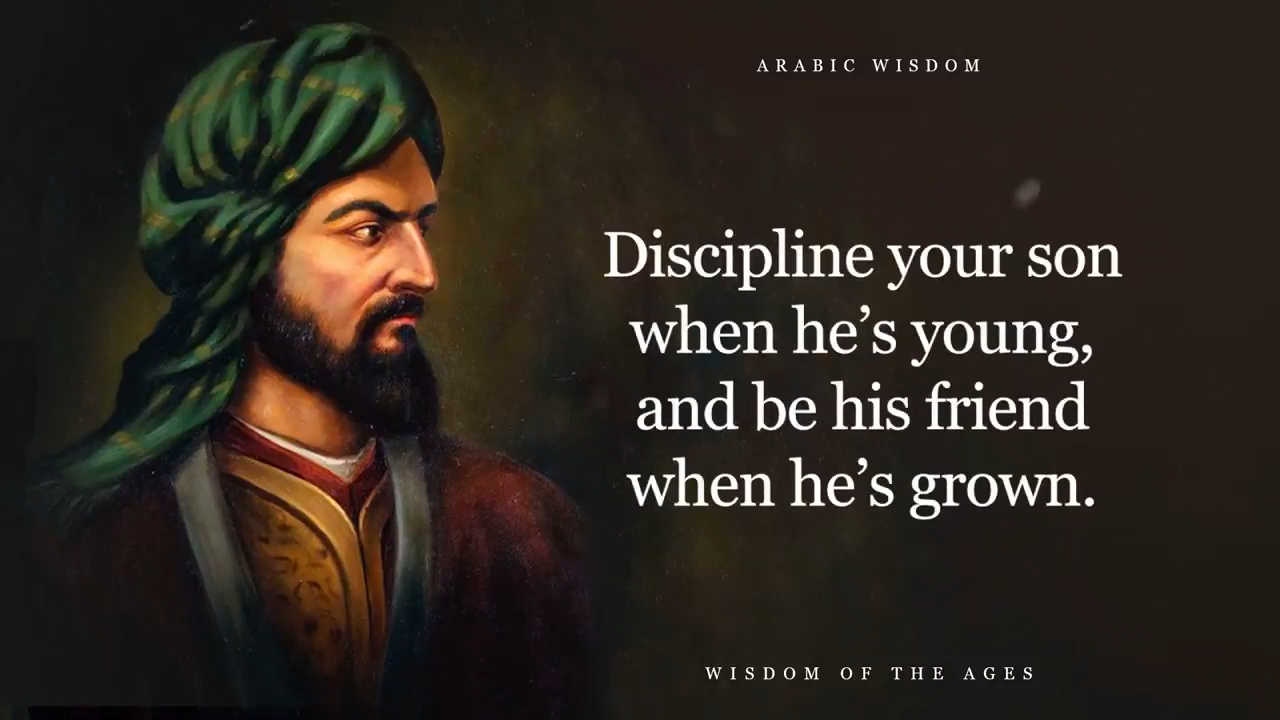 ARABIC WISDOM
Discipline your son
when he’s young,
and be his friend
when he’s grown.
WISDOM OF THE AGES